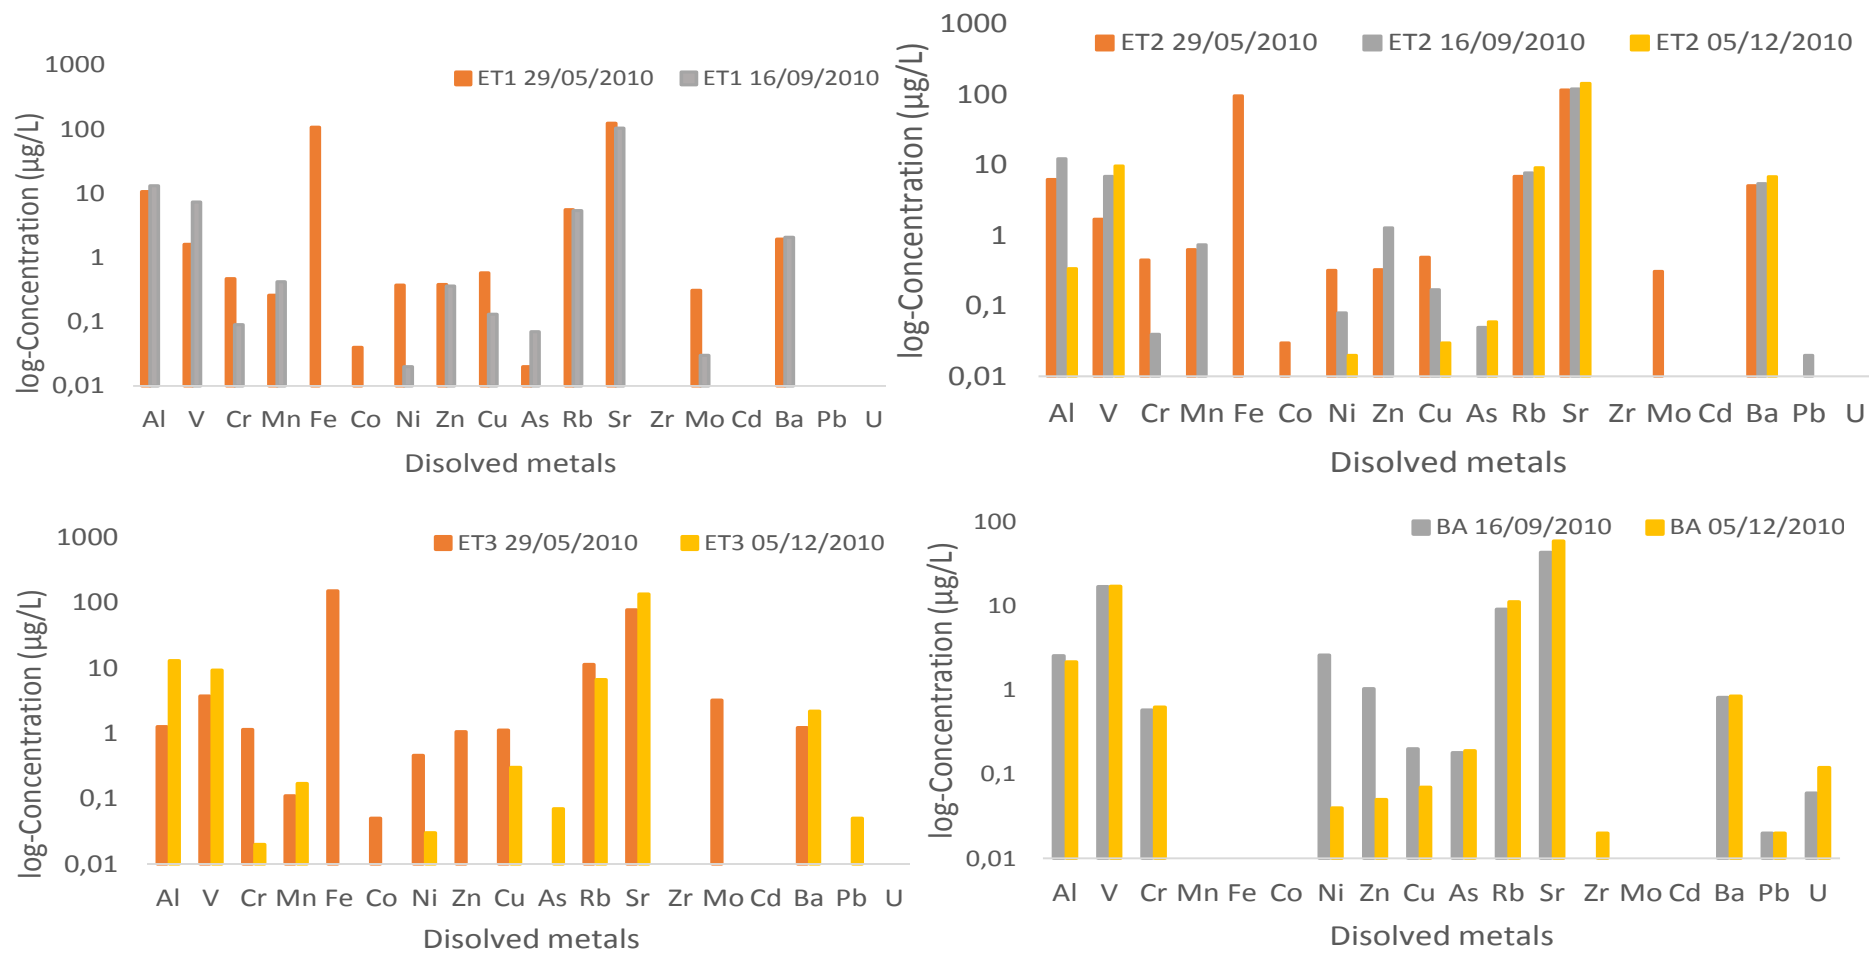 1000
100
10
1
0,1
0,01
log-Concentration (µg/L)
ET1 29/05/2010 ET1 16/09/2010
Al V Cr Mn Fe Co Ni Zn Cu As Rb Sr Zr Mo Cd Ba Pb U
Disolved metals
1000
100
10
1
0,1
0,01
log-Concentration (µg/L)
ET2 29/05/2010 ET2 16/09/2010 ET2 05/12/2010
Al V Cr Mn Fe Co Ni Zn Cu As Rb Sr Zr Mo Cd Ba Pb U
Disolved metals
1000
100
10
1
0,1
0,01
log-Concentration (µg/L)
ET3 29/05/2010 ET3 05/12/2010
Al V Cr Mn Fe Co Ni Zn Cu As Rb Sr Zr Mo Cd Ba Pb U
Disolved metals
100
10
1
0,1
0,01
log-Concentration (µg/L)
BA 16/09/2010 BA 05/12/2010
Al V Cr Mn Fe Co Ni Zn Cu As Rb Sr Zr Mo Cd Ba Pb U
Disolved metals